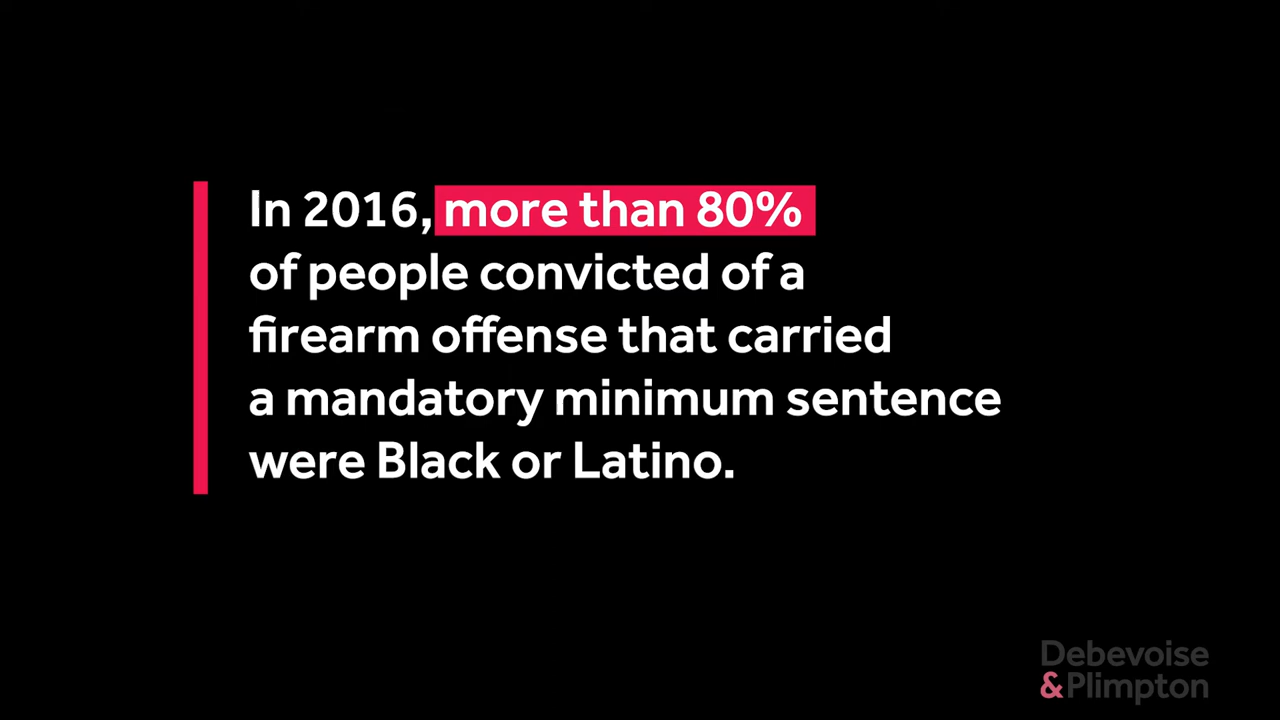 In 2016, more than 80%
of people convicted of a
firearm offense that carried
a mandatory minimum sentence
were Black or Latino.
Debevoise
&Plimpton